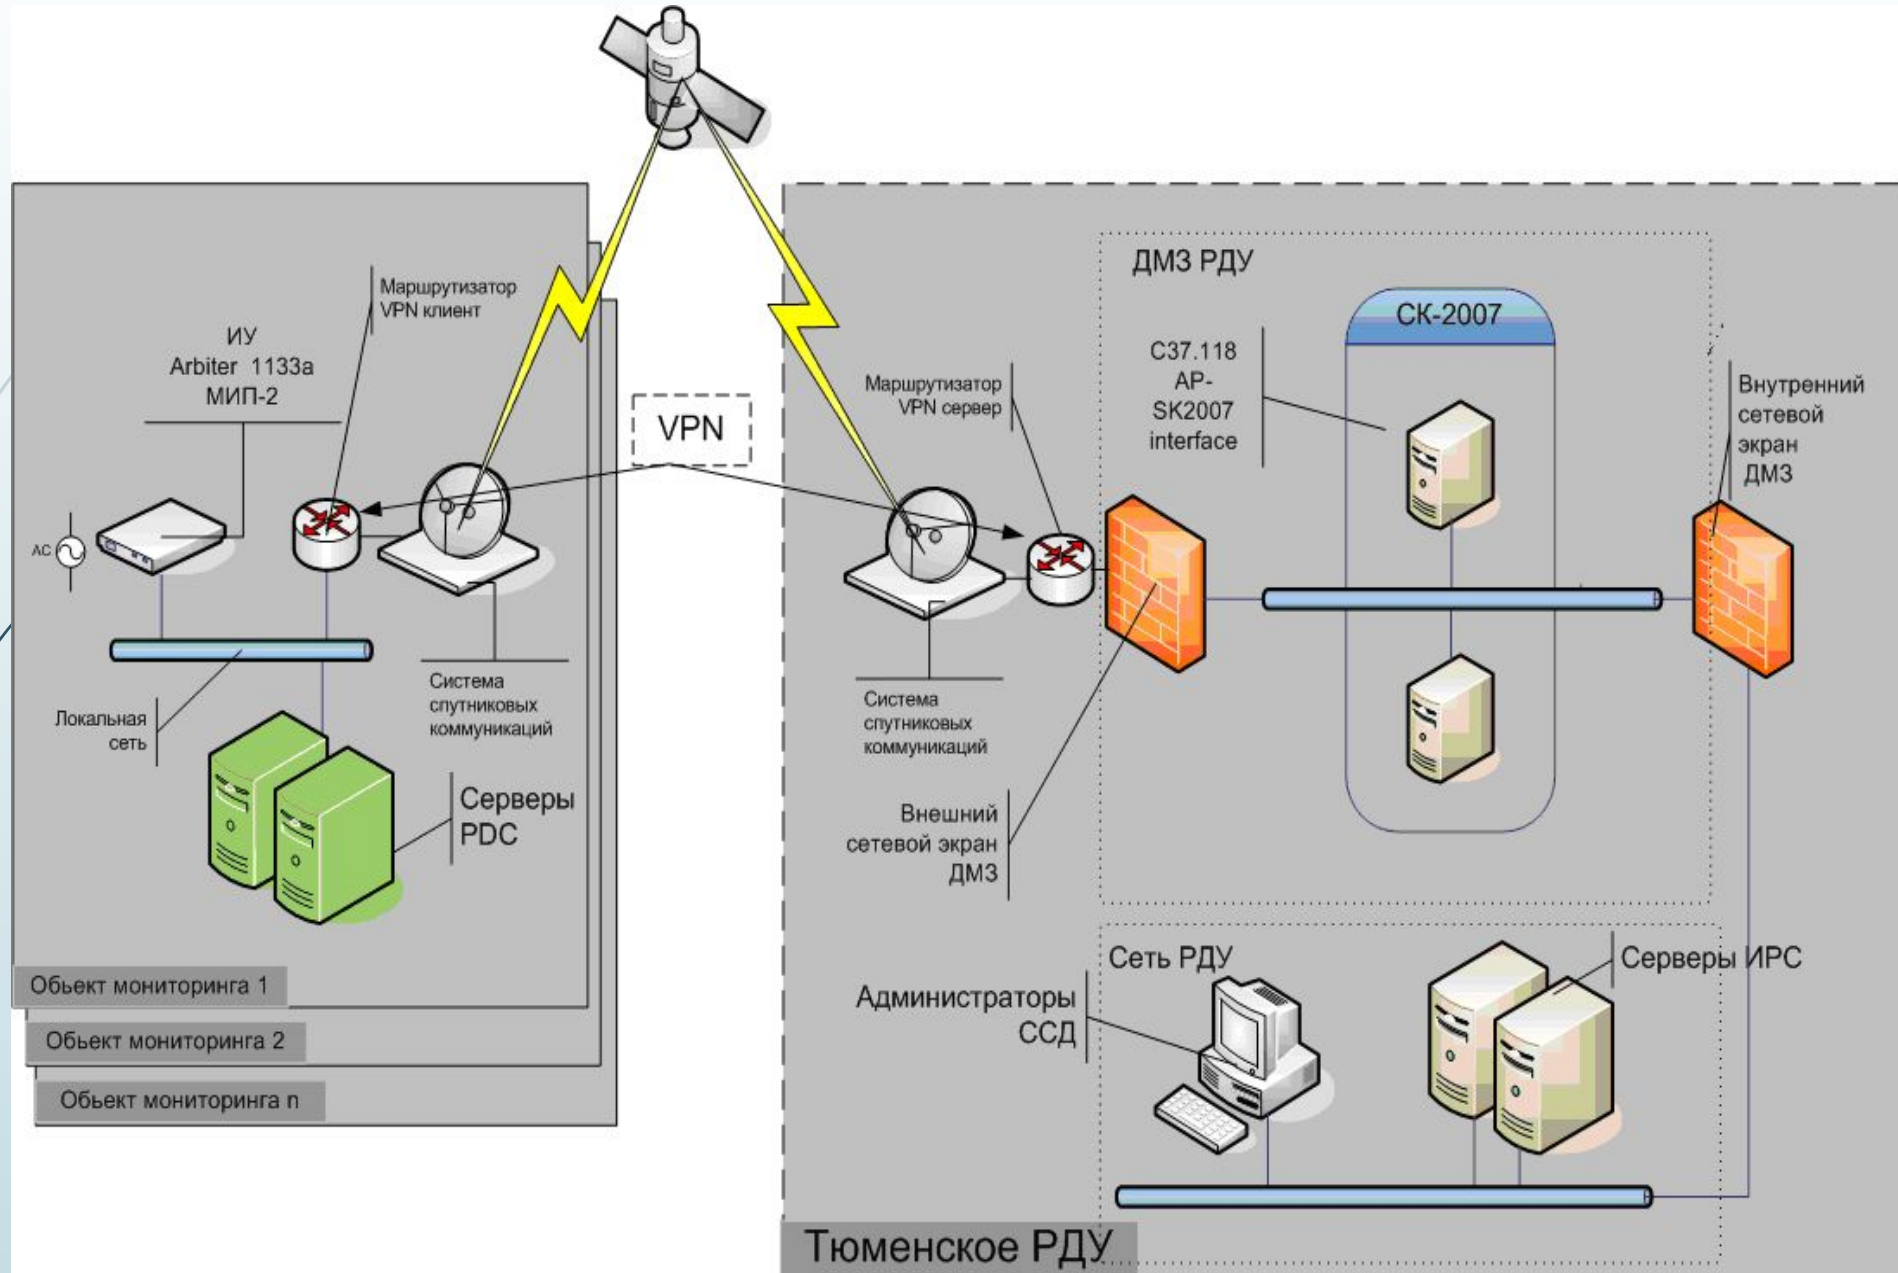 Маршрутизатор
VPN клиент
ИУ
Arbiter 1133a
МИП-2
AC
Локальная
сеть
Система
спутниковых
коммуникаций
Серверы
PDC
Обьект мониторинга 1
Обьект мониторинга 2
Обьект мониторинга n
VPN
ДМЗ РДУ
СК-2007
C37.118
AP-
SK2007
interface
Маршрутизатор
VPN сервер
Внутренний
сетевой
экран
ДМЗ
Система
спутниковых
коммуникаций
Внешний
сетевой экран
ДМЗ
Сеть РДУ
Администраторы
ССД
Серверы ИРС
Тюменское РДУ